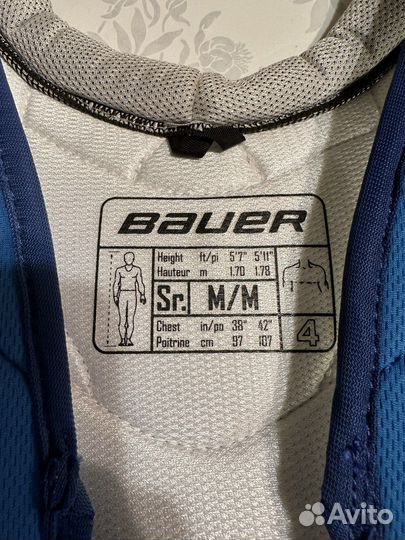 BAUER
Height ft/pi 5'7" 5'11"
Hauteur m 1.70 1.78
Sr. M/M
Chest in/po 38" 42"
Poitrine cm 97 107
4
Avito